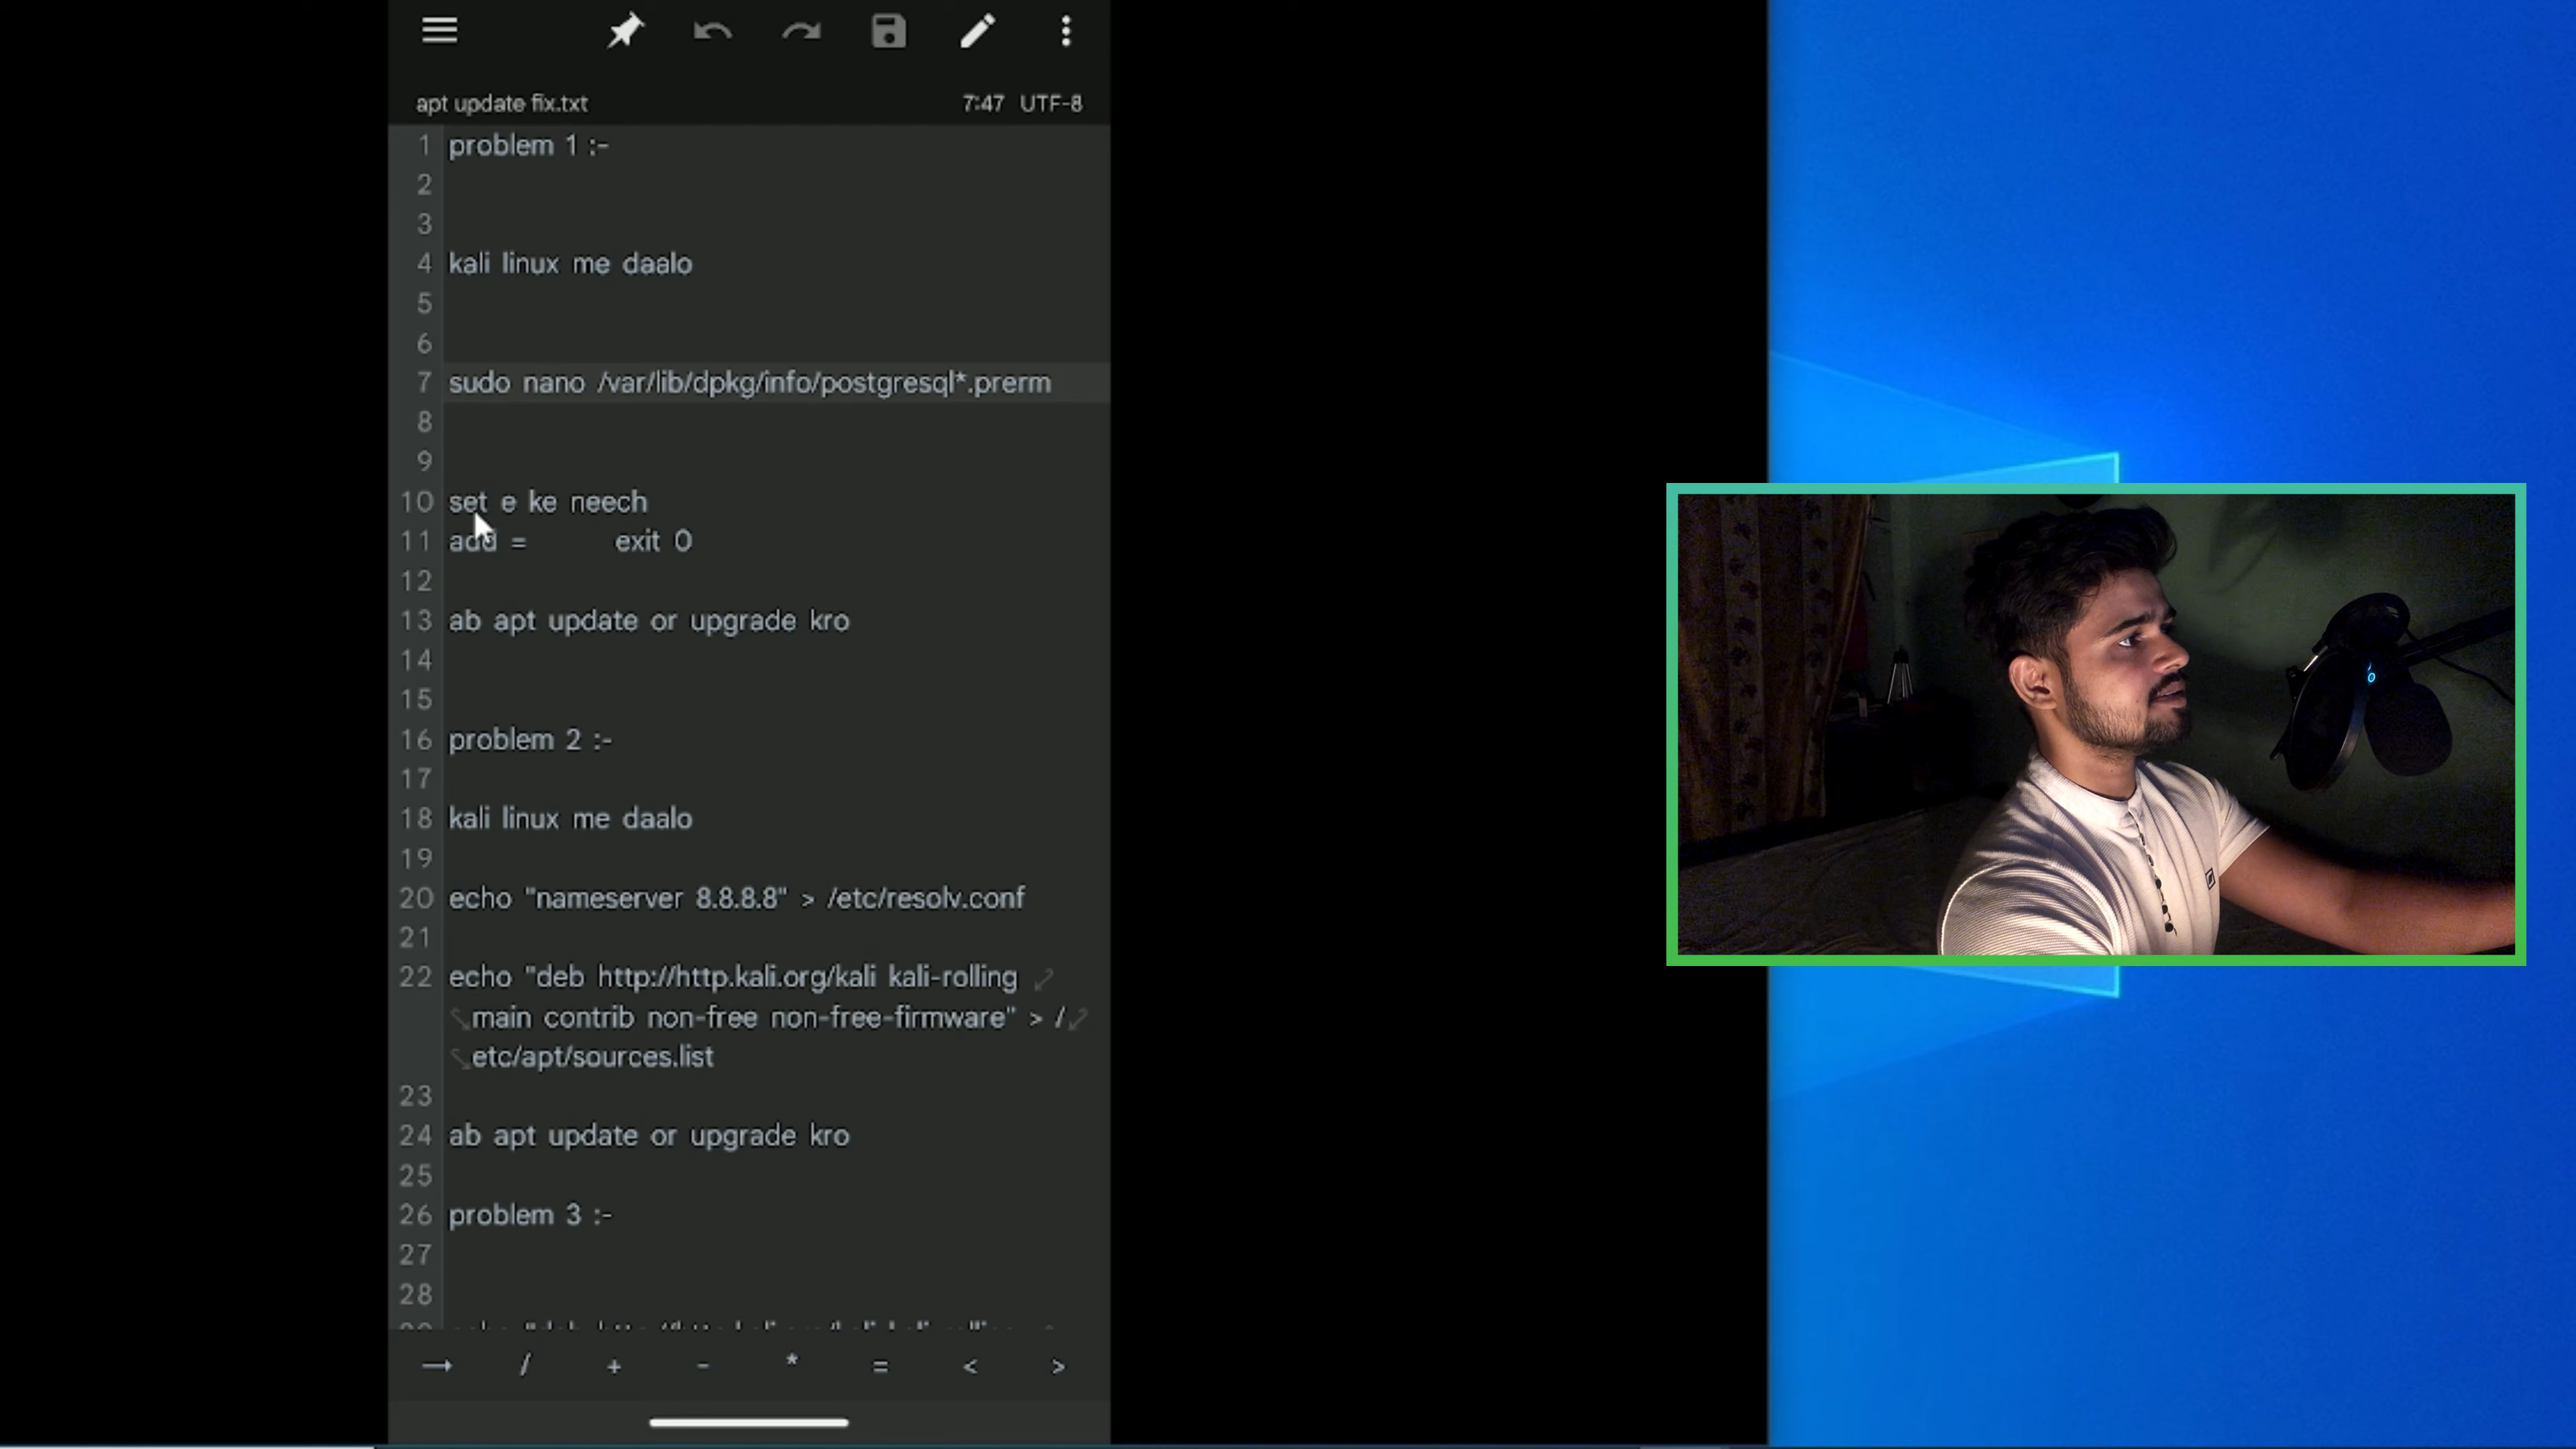 apt update fix.txt 7:47 UTF-8
1 problem 1 :-
2
3
4 kali linux me daalo
5
6
7 sudo nano /var/lib/dpkg/info/postgresql*.prerm
8
9
10 set e ke neech
11 add = exit 0
12
13 ab apt update or upgrade kro
14
15
16 problem 2 :-
17
18 kali linux me daalo
19
20 echo "nameserver 8.8.8.8" > /etc/resolv.conf
21
22 echo "deb http://http.kali.org/kali kali-rolling
main contrib non-free non-free-firmware" > /
etc/apt/sources.list
23
24 ab apt update or upgrade kro
25
26 problem 3 :-
27
28
→ / + - * = < >